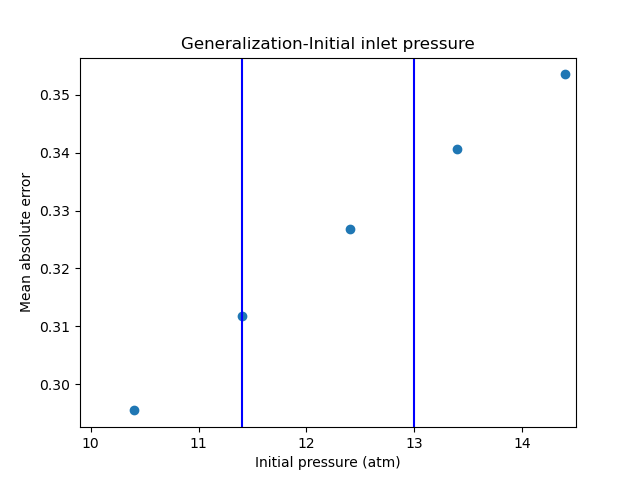 Generalization-Initial inlet pressure
Mean absolute error
0.35
0.34
0.33
0.32
0.31
0.30
10 11 12 13 14
Initial pressure (atm)